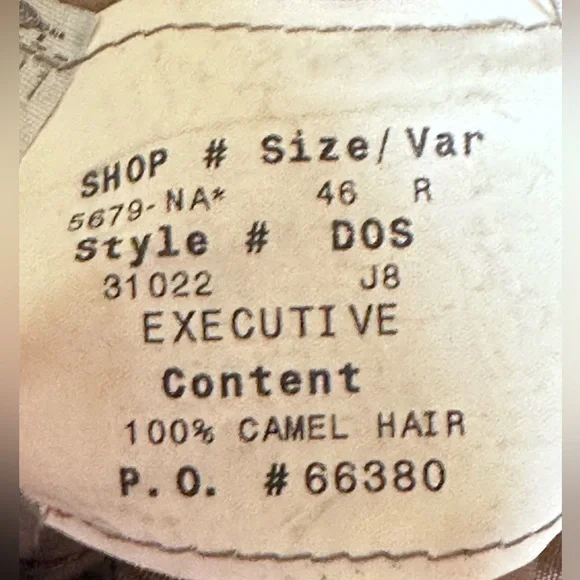 SHOP # Size/Var
5679-NA* 46 R
Style # DOS
31022 J8
EXECUTIVE
Content
100% CAMEL HAIR
P.O. #66380